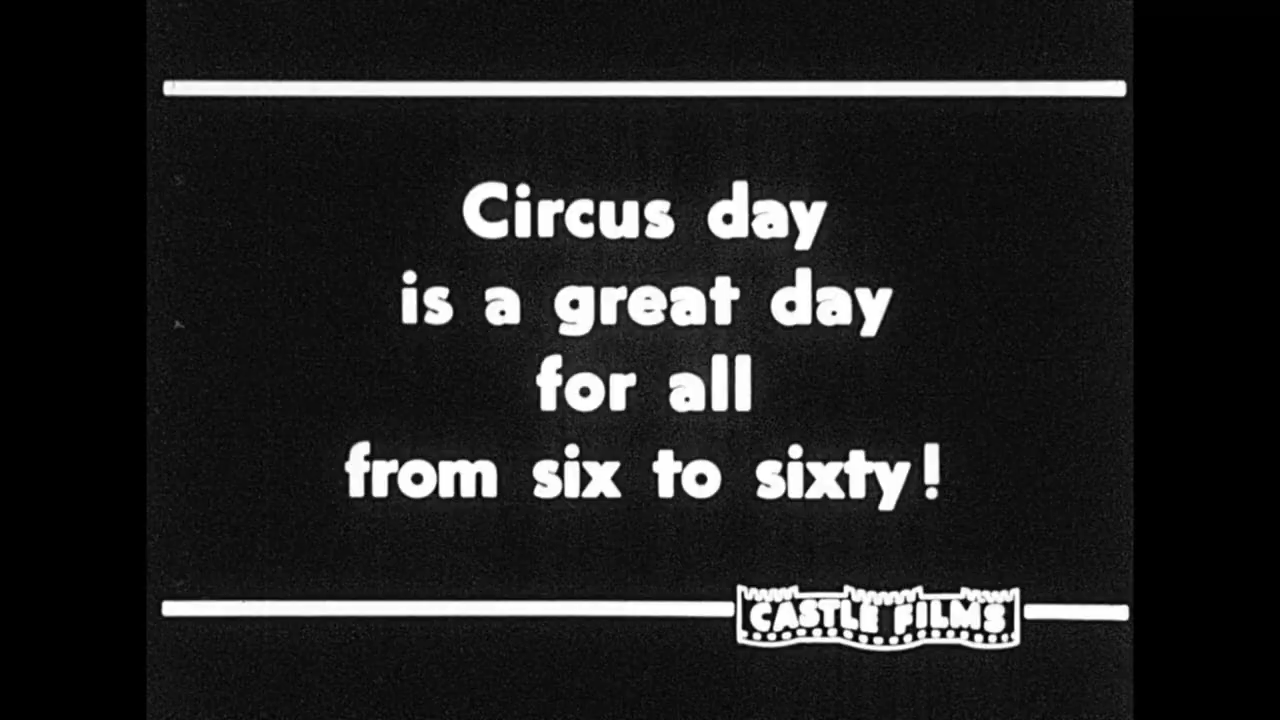 Circus day
is a great day
for all
from six to sixty!
CASTLE FILMS